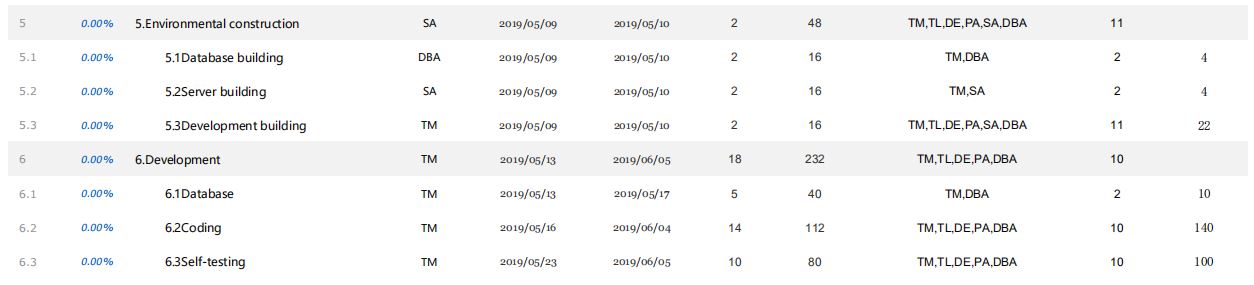 5 0.00% 5.Environmental construction SA 2019/05/09 2019/05/10 2 48 TM,TL,DE,PA,SA,DBA 11
5.1 0.00% 5.1Database building DBA 2019/05/09 2019/05/10 2 16 TM,DBA 2 4
5.2 0.00% 5.2Server building SA 2019/05/09 2019/05/10 2 16 TM,SA 2 4
5.3 0.00% 5.3Development building TM 2019/05/09 2019/05/10 2 16 TM,TL,DE,PA,SA,DBA 11 22
6 0.00% 6.Development TM 2019/05/13 2019/06/05 18 232 TM,TL,DE,PA,DBA 10
6.1 0.00% 6.1Database TM 2019/05/13 2019/05/17 5 40 TM,DBA 2 10
6.2 0.00% 6.2Coding TM 2019/05/16 2019/06/04 14 112 TM,TL,DE,PA,DBA 10 140
6.3 0.00% 6.3Self-testing TM 2019/05/23 2019/06/05 10 80 TM,TL,DE,PA,DBA 10 100